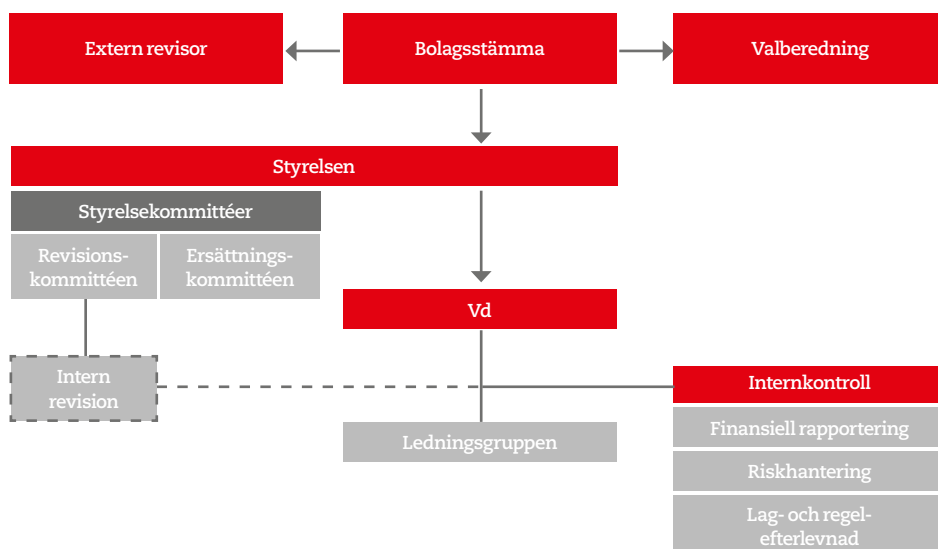 Extern revisor
Bolagsstämma
Valberedning
Styrelsen
Styrelsekommittéer
Revisions-
kommittéen
Ersättnings-
kommittéen
Vd
Intern
revision
Internkontroll
Ledningsgruppen
Finansiell rapportering
Riskhantering
Lag- och regel-
efterlevnad